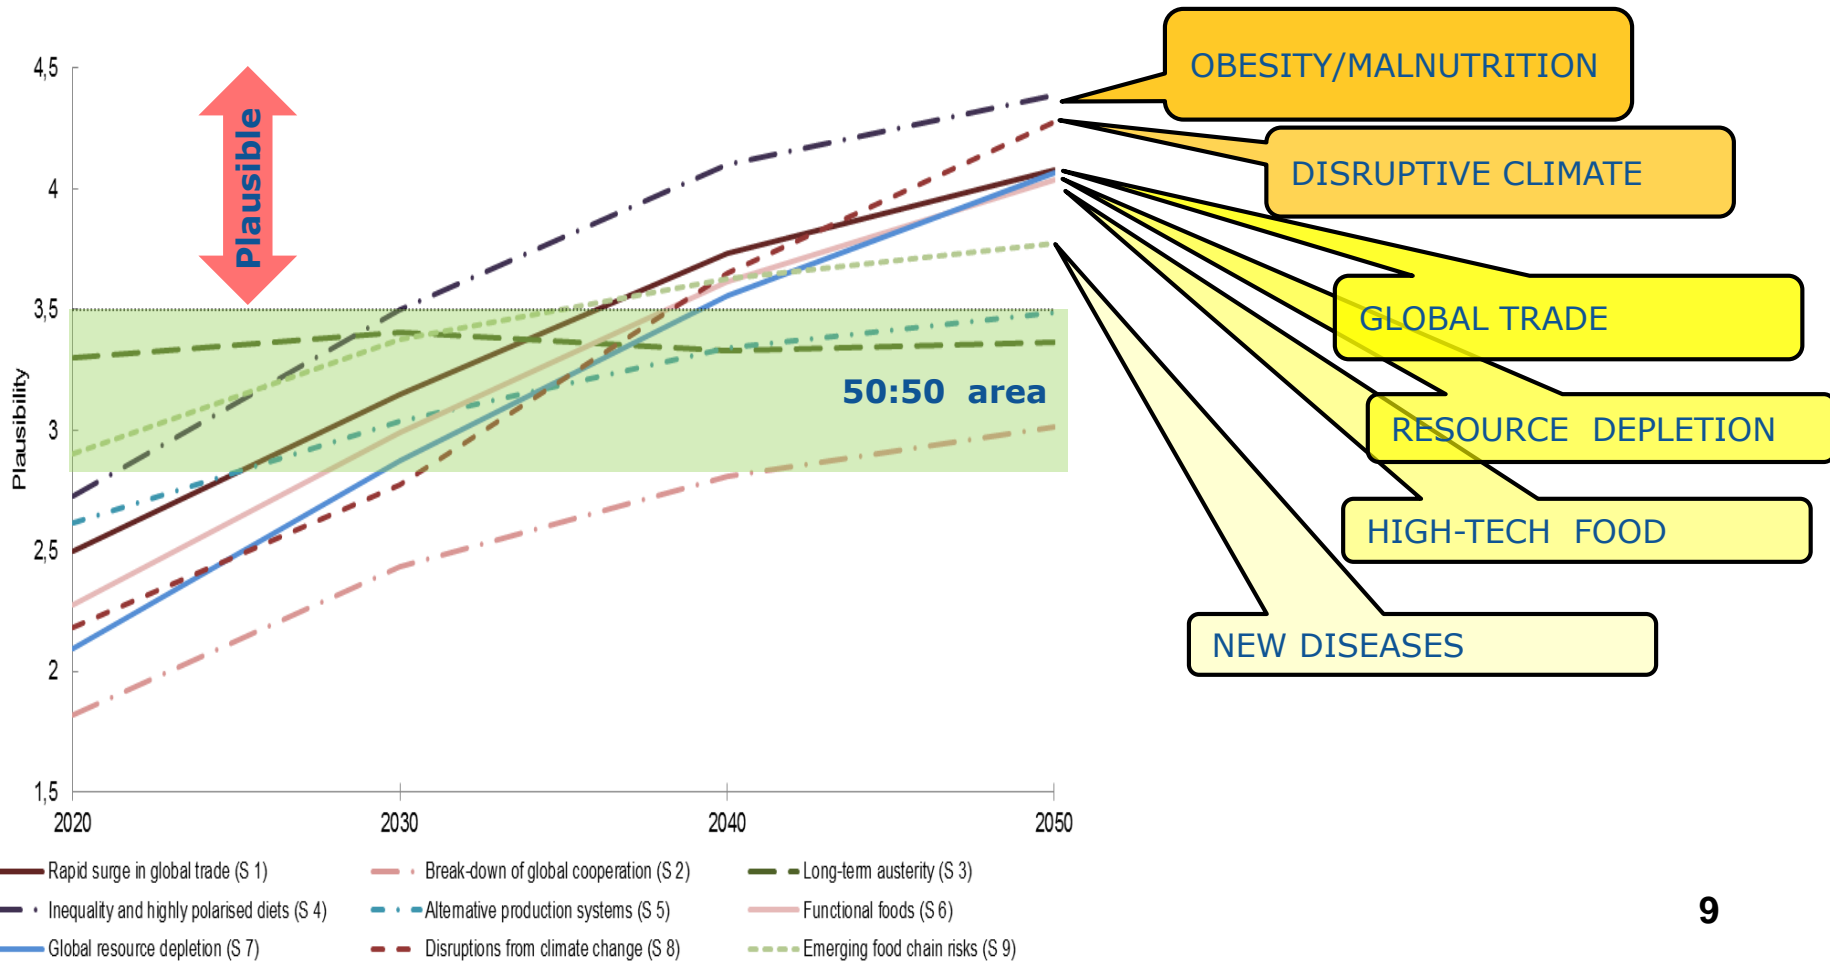 OBESITY/MALNUTRITION
4,5
Plausible
DISRUPTIVE CLIMATE
4
GLOBAL TRADE
3,5
50:50 area
Plausibility
RESOURCE DEPLETION
3
HIGH-TECH FOOD
2,5
NEW DISEASES
2
1,5
2020 2030 2040 2050
Rapid surge in global trade (S 1) Break-down of global cooperation (S 2) Long-term austerity (S 3)
Inequality and highly polarised diets (S 4) Alternative production systems (S 5) Functional foods (S 6)
Global resource depletion (S 7) Disruptions from climate change (S 8) Emerging food chain risks (S 9)
9